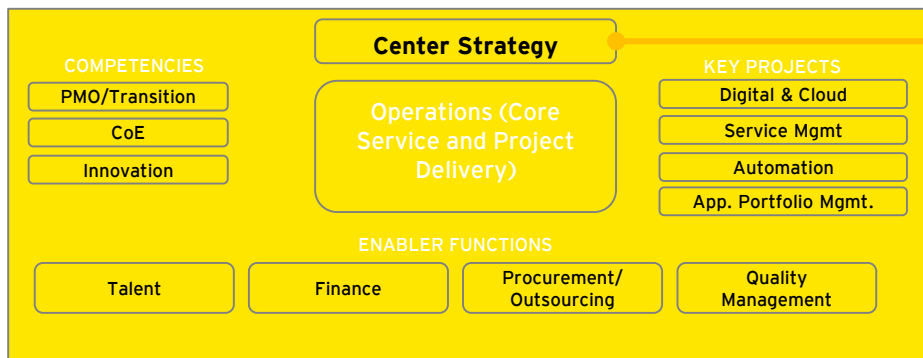 Center Strategy
COMPETENCIES
PMO/Transition
CoE
Innovation
Operations (Core
Service and Project
Delivery)
KEY PROJECTS
Digital & Cloud
Service Mgmt
Automation
App. Portfolio Mgmt.
ENABLER FUNCTIONS
Talent
Finance
Procurement/
Outsourcing
Quality
Management